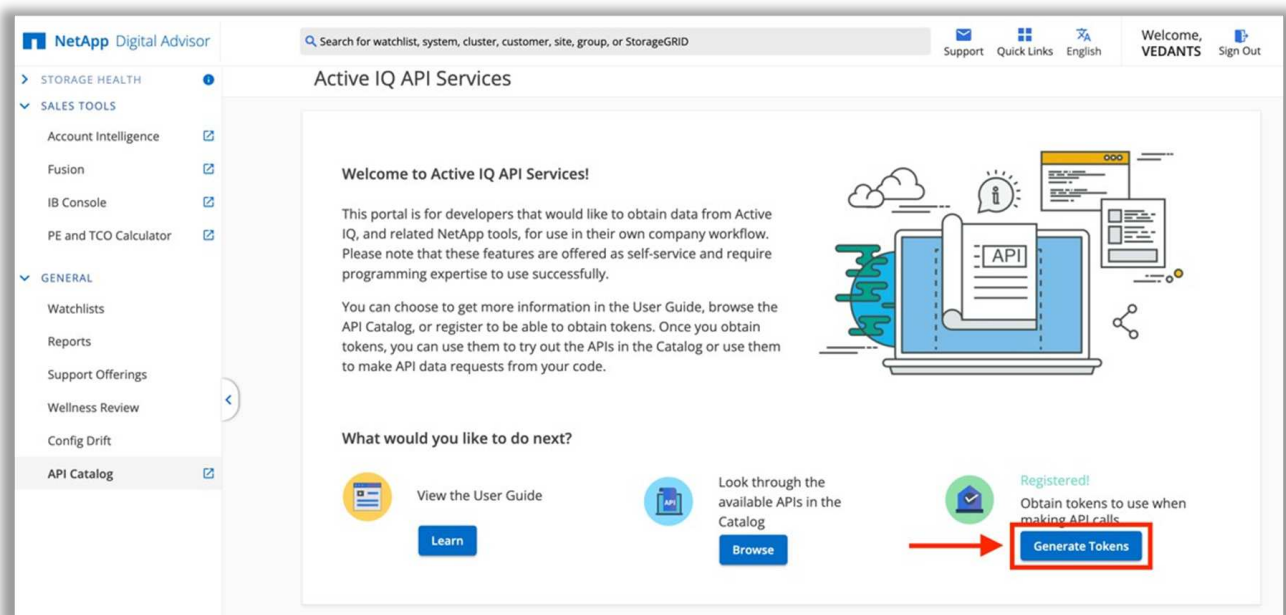 NetApp Digital Advisor
Search for watchlist, system, cluster, customer, site, group, or StorageGRID
Support
Quick Links
English
Welcome,
VEDANTS
Sign Out
STORAGE HEALTH
SALES TOOLS
Account Intelligence
Fusion
IB Console
PE and TCO Calculator
GENERAL
Watchlists
Reports
Support Offerings
Wellness Review
Config Drift
API Catalog
Active IQ API Services
Welcome to Active IQ API Services!
This portal is for developers that would like to obtain data from Active
IQ, and related NetApp tools, for use in their own company workflow.
Please note that these features are offered as self-service and require
programming expertise to use successfully.
You can choose to get more information in the User Guide, browse the
API Catalog, or register to be able to obtain tokens. Once you obtain
tokens, you can use them to try out the APIs in the Catalog or use them
to make API data requests from your code.
API
What would you like to do next?
View the User Guide
Learn
API
Look through the
available APIs in the
Catalog
Browse
Registered!
Obtain tokens to use when
making API calls
Generate Tokens